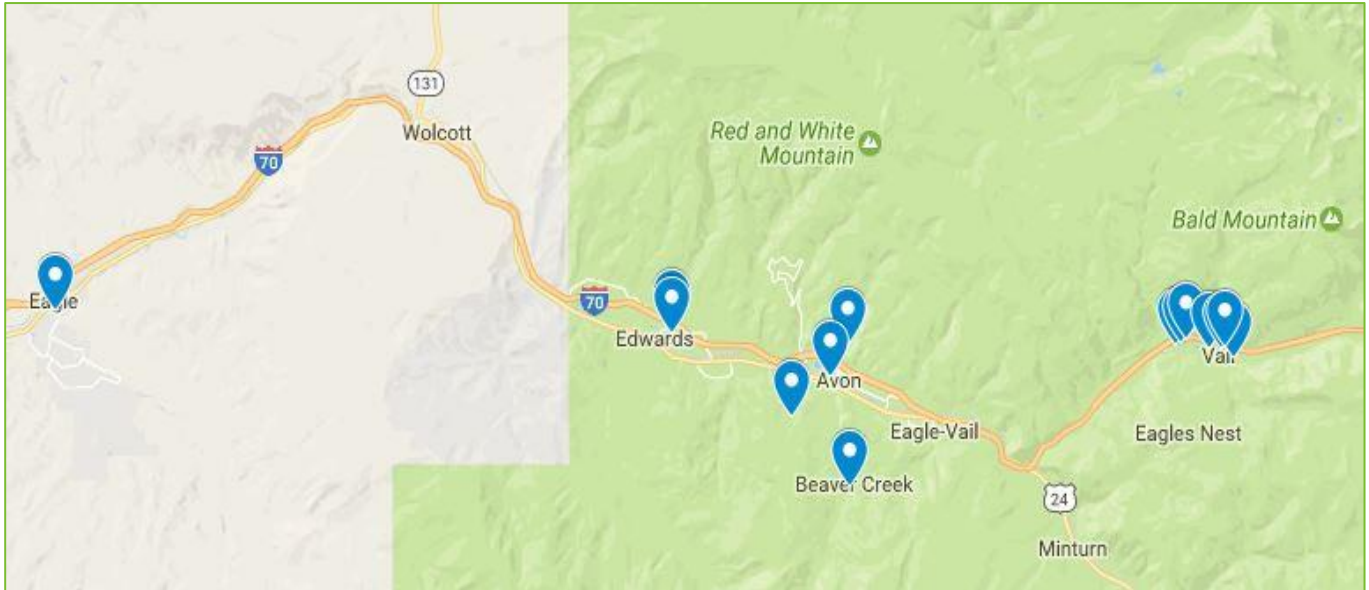 131
Wolcott
Red and White
Mountain
70
Bald Mountain
Eagle
70
Edwards
Vail
Avon
Eagle-Vail
Eagles Nest
Beaver Creek
24
Minturn